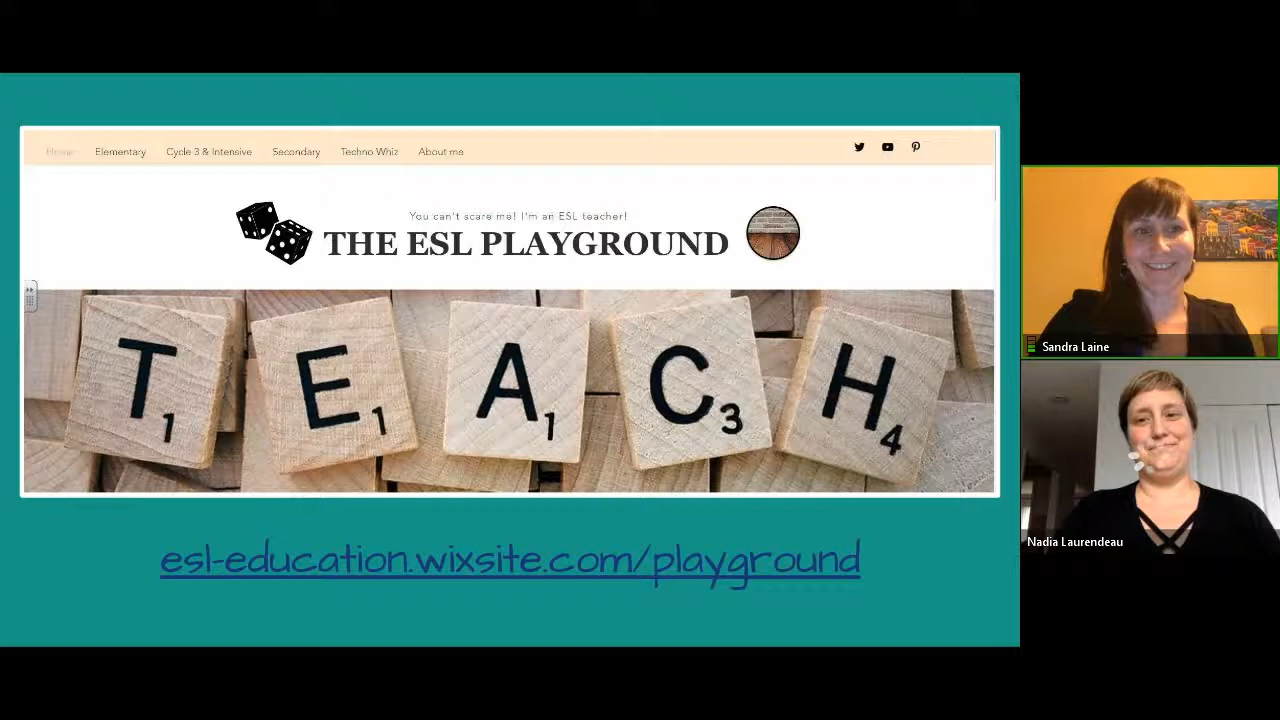 Home Elementary Cycle 3 & Intensive Secondary Techno Whiz About me
You can't scare me! I'm an ESL teacher!
THE ESL PLAYGROUND
T1 E1 A1 C3 H4
esl-education.wixsite.com/playground
Sandra Laine
Nadia Laurendeau